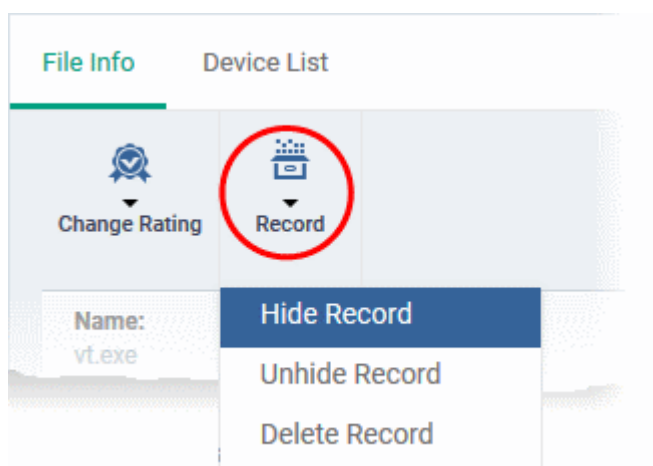 File Info Device List
Change Rating Record
Name:
vt.exe
Hide Record
Unhide Record
Delete Record